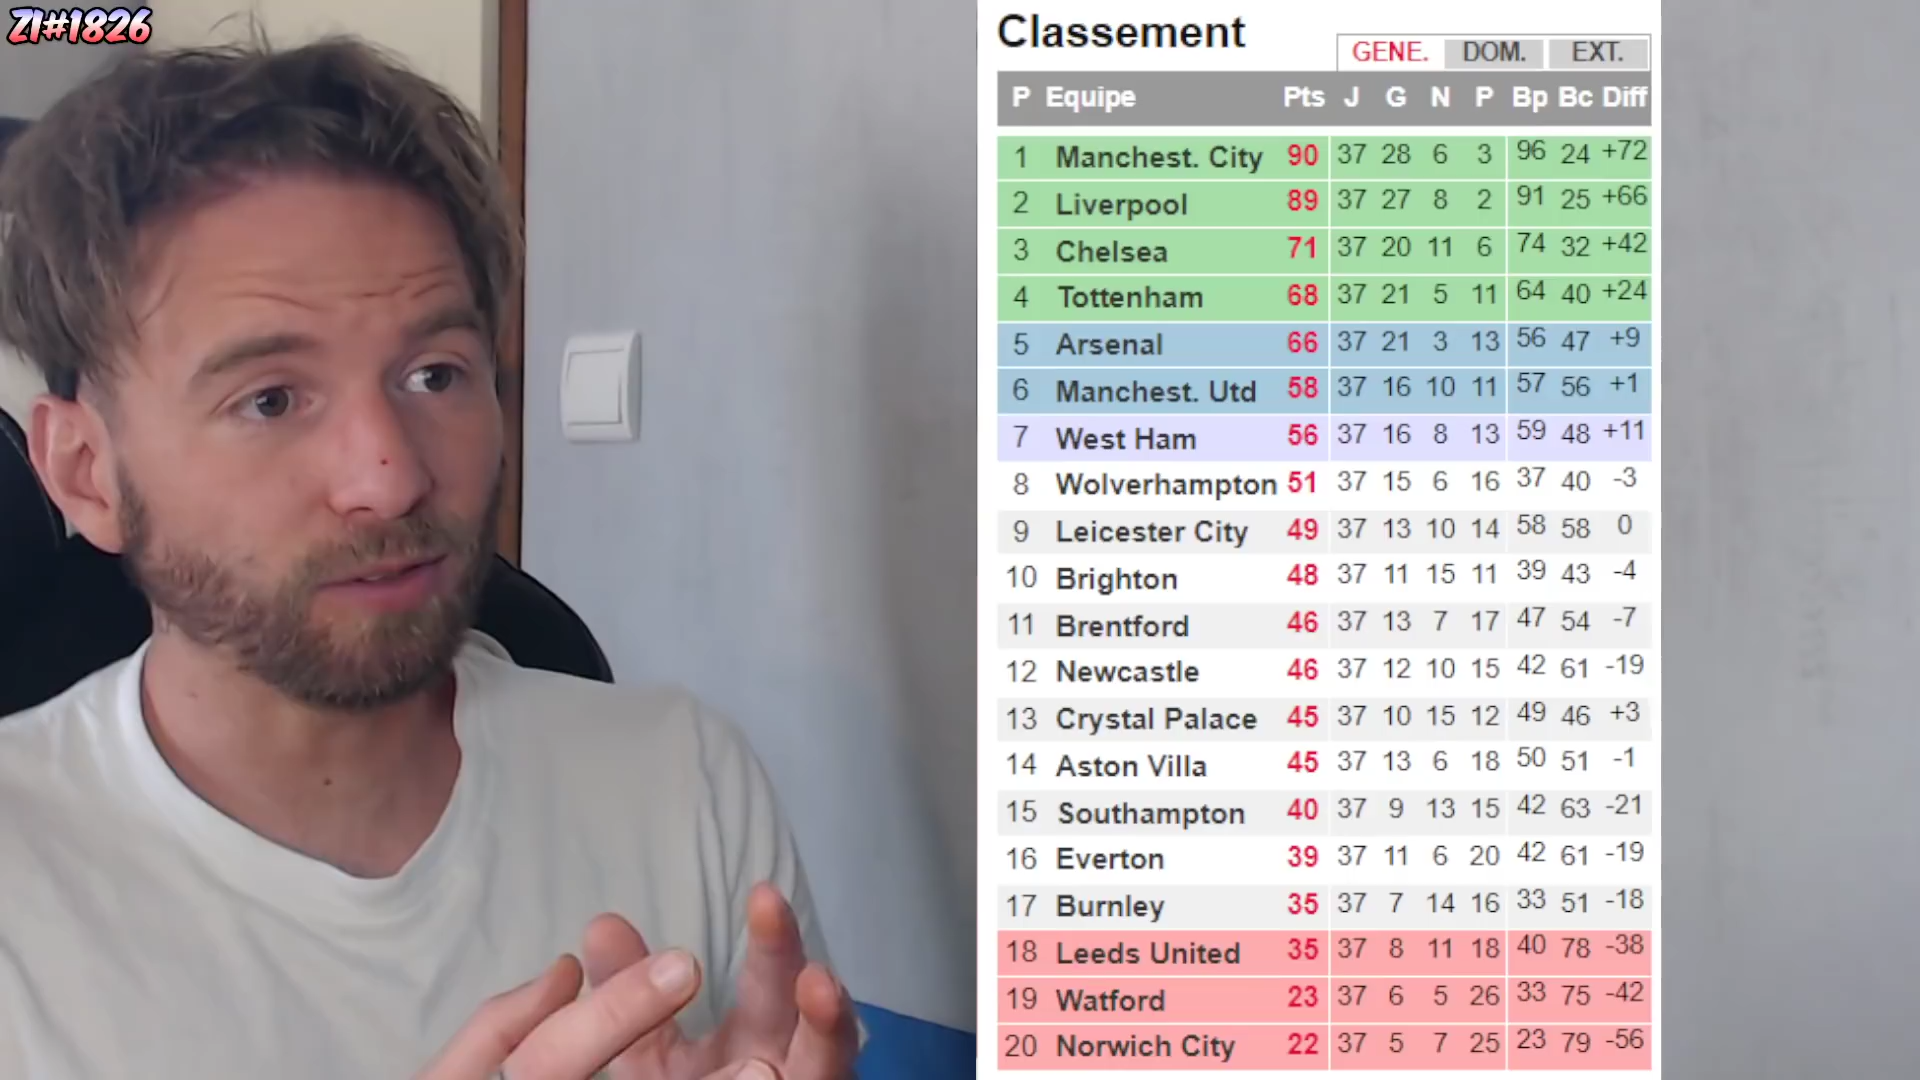 ZI#1826
Classement
GENE. DOM. EXT.
P Equipe Pts J G N P Bp Bc Diff
1 Manchest. City 90 37 28 6 3 96 24 +72
2 Liverpool 89 37 27 8 2 91 25 +66
3 Chelsea 71 37 20 11 6 74 32 +42
4 Tottenham 68 37 21 5 11 64 40 +24
5 Arsenal 66 37 21 3 13 56 47 +9
6 Manchest. Utd 58 37 16 10 11 57 56 +1
7 West Ham 56 37 16 8 13 59 48 +11
8 Wolverhampton 51 37 15 6 16 37 40 -3
9 Leicester City 49 37 13 10 14 58 58 0
10 Brighton 48 37 11 15 11 39 43 -4
11 Brentford 46 37 13 7 17 47 54 -7
12 Newcastle 46 37 12 10 15 42 61 -19
13 Crystal Palace 45 37 10 15 12 49 46 +3
14 Aston Villa 45 37 13 6 18 50 51 -1
15 Southampton 40 37 9 13 15 42 63 -21
16 Everton 39 37 11 6 20 42 61 -19
17 Burnley 35 37 7 14 16 33 51 -18
18 Leeds United 35 37 8 11 18 40 78 -38
19 Watford 23 37 6 5 26 33 75 -42
20 Norwich City 22 37 5 7 25 23 79 -56